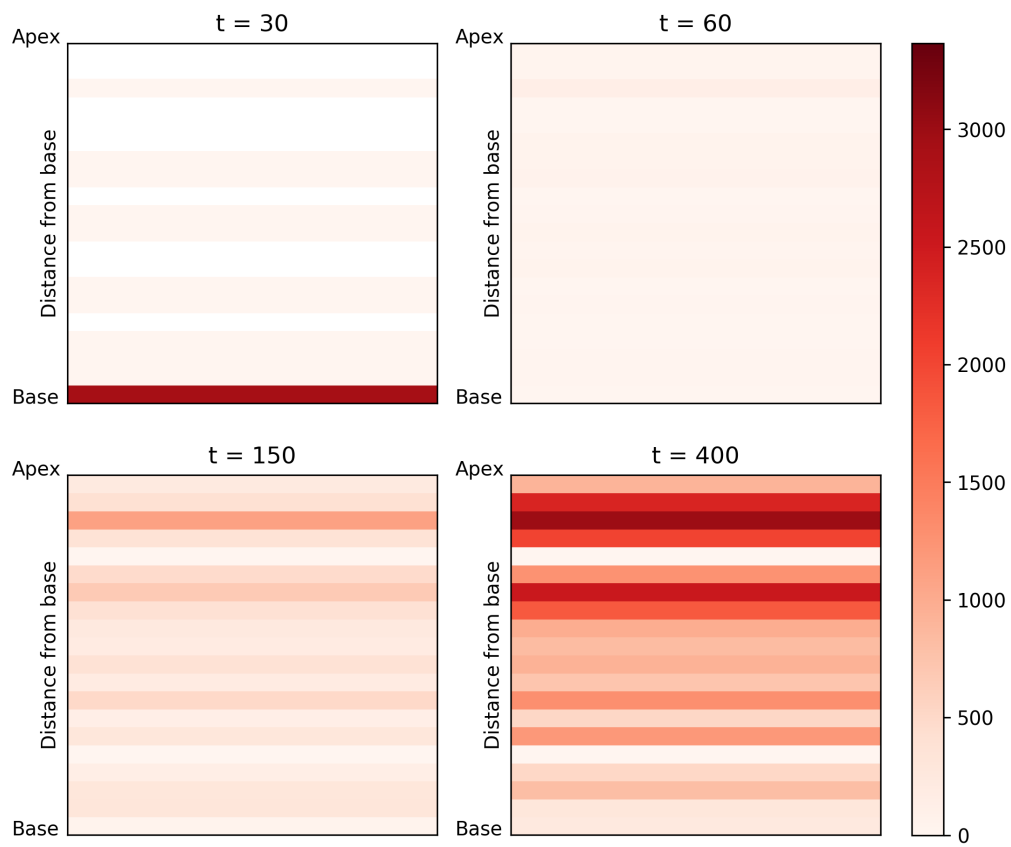 t = 30
Apex
Distance from base
Base
t = 60
Apex
Distance from base
Base
t = 150
Apex
Distance from base
Base
t = 400
Apex
Distance from base
Base
3000
2500
2000
1500
1000
500
0